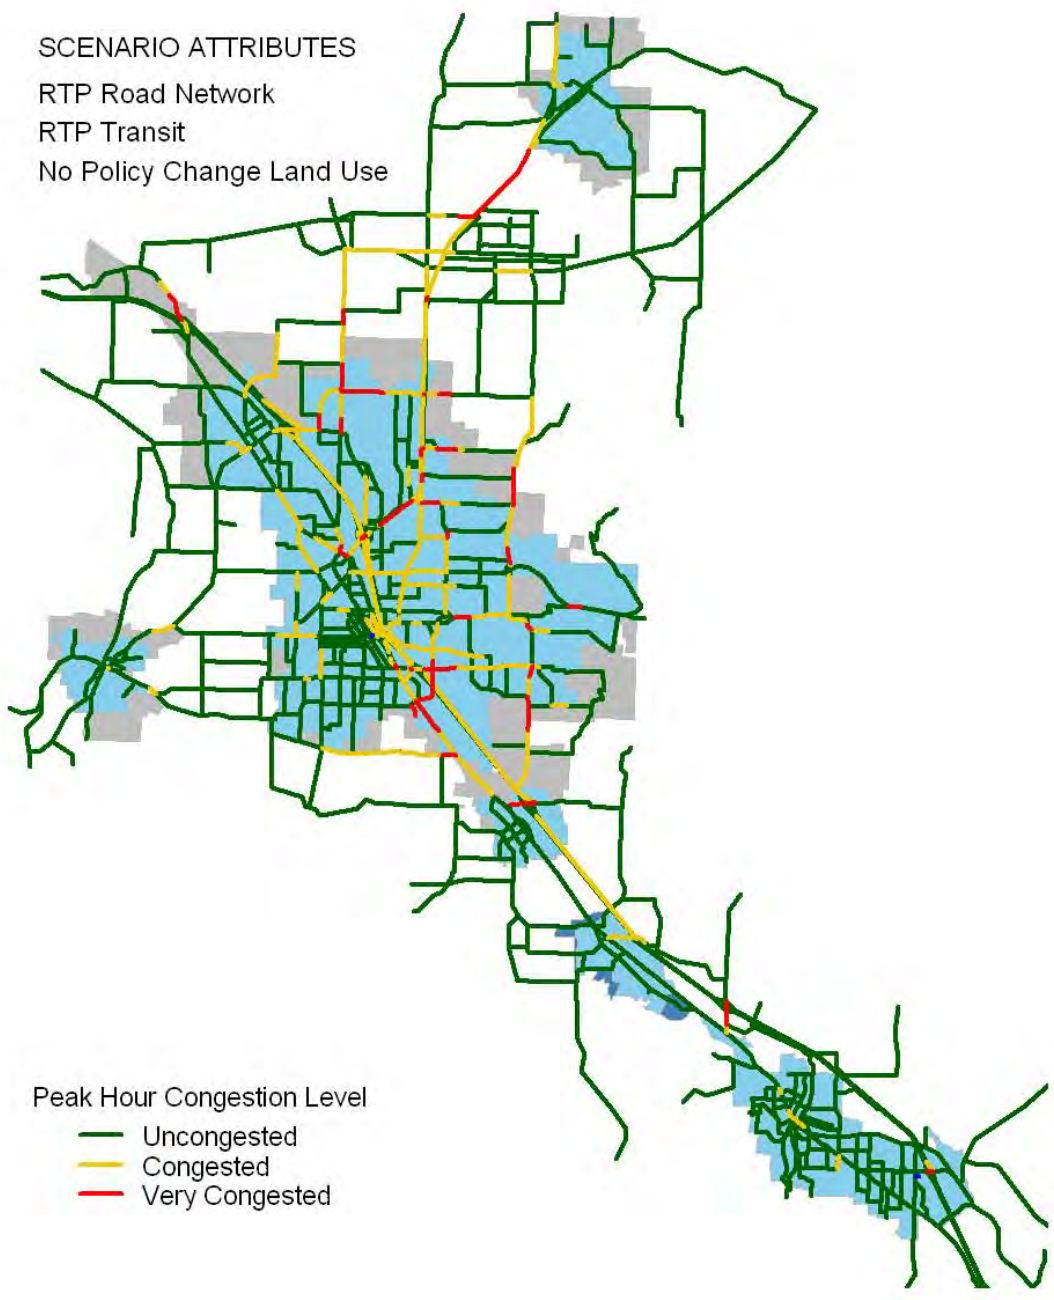 SCENARIO ATTRIBUTES
RTP Road Network
RTP Transit
No Policy Change Land Use
Peak Hour Congestion Level
Uncongested
Congested
Very Congested